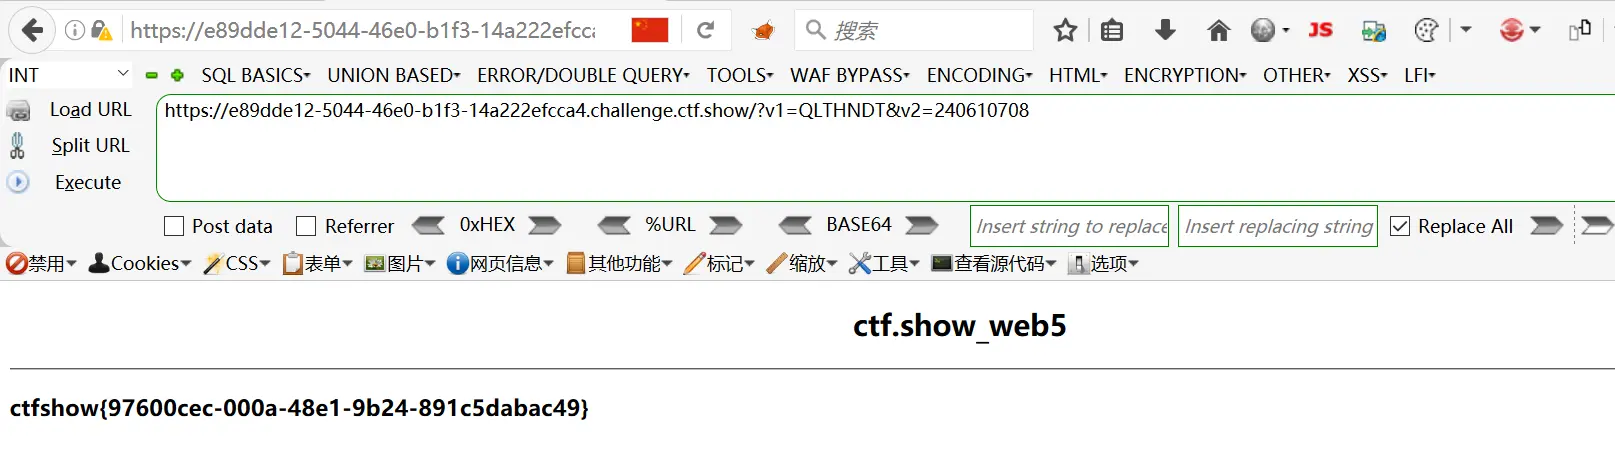 https://e89dde12-5044-46e0-b1f3-14a222efcca
搜索
JS
INT
SQL BASICS UNION BASED ERROR/DOUBLE QUERY TOOLS WAF BYPASS ENCODING HTML ENCRYPTION OTHER XSS LFI
Load URL
https://e89dde12-5044-46e0-b1f3-14a222efcca4.challenge.ctf.show/?v1=QLTHNDT&v2=240610708
Split URL
Execute
Post data Referrer 0xHEX %URL BASE64 Insert string to replace Insert replacing string Replace All
禁用 Cookies CSS 表单 图片 网页信息 其他功能 标记 缩放 工具 查看源代码 选项
ctf.show_web5
ctfshow{97600cec-000a-48e1-9b24-891c5dabac49}